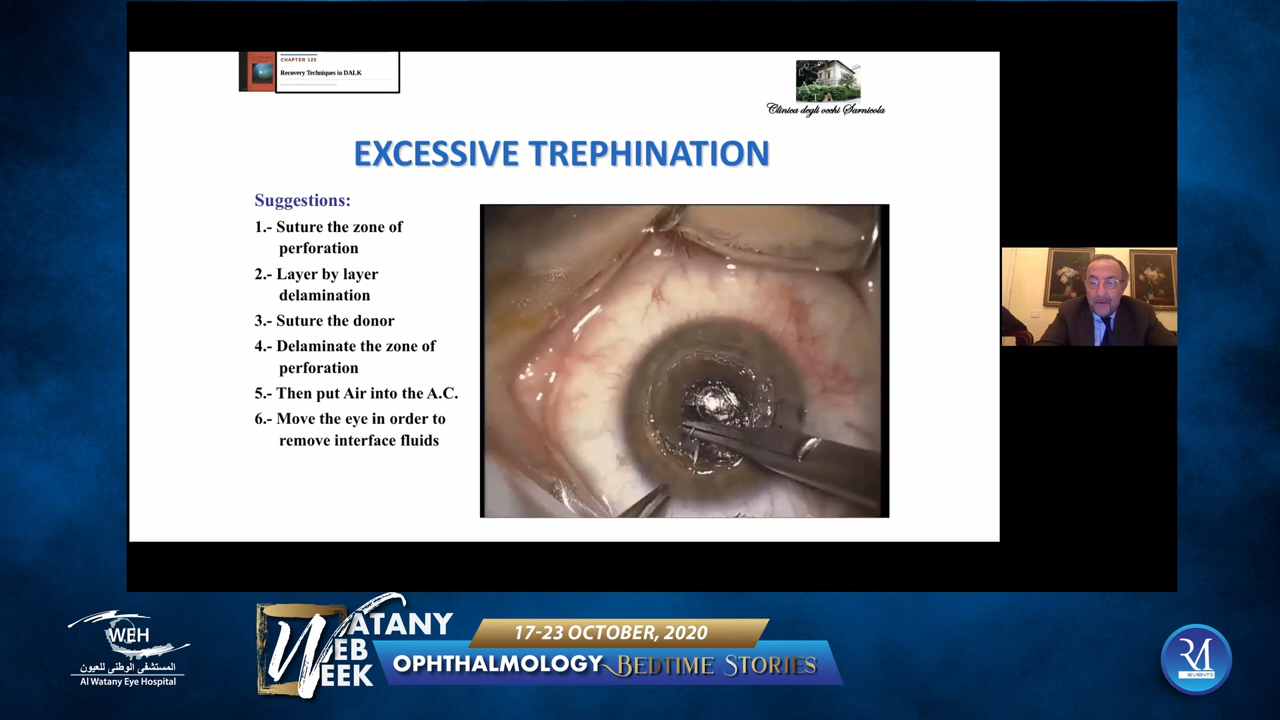 CHAPTER 120
Recovery Techniques in DALK
Clinica degli occhi Sarnicola
EXCESSIVE TREPHINATION
Suggestions:
1.- Suture the zone of
perforation
2.- Layer by layer
delamination
3.- Suture the donor
4.- Delaminate the zone of
perforation
5.- Then put Air into the A.C.
6.- Move the eye in order to
remove interface fluids
WEH
المستشفى الوطني للعيون
Al Watany Eye Hospital
WATANY
WEB
WEEK
17-23 OCTOBER, 2020
OPHTHALMOLOGY BEDTIME STORIES
RM
EVENTS